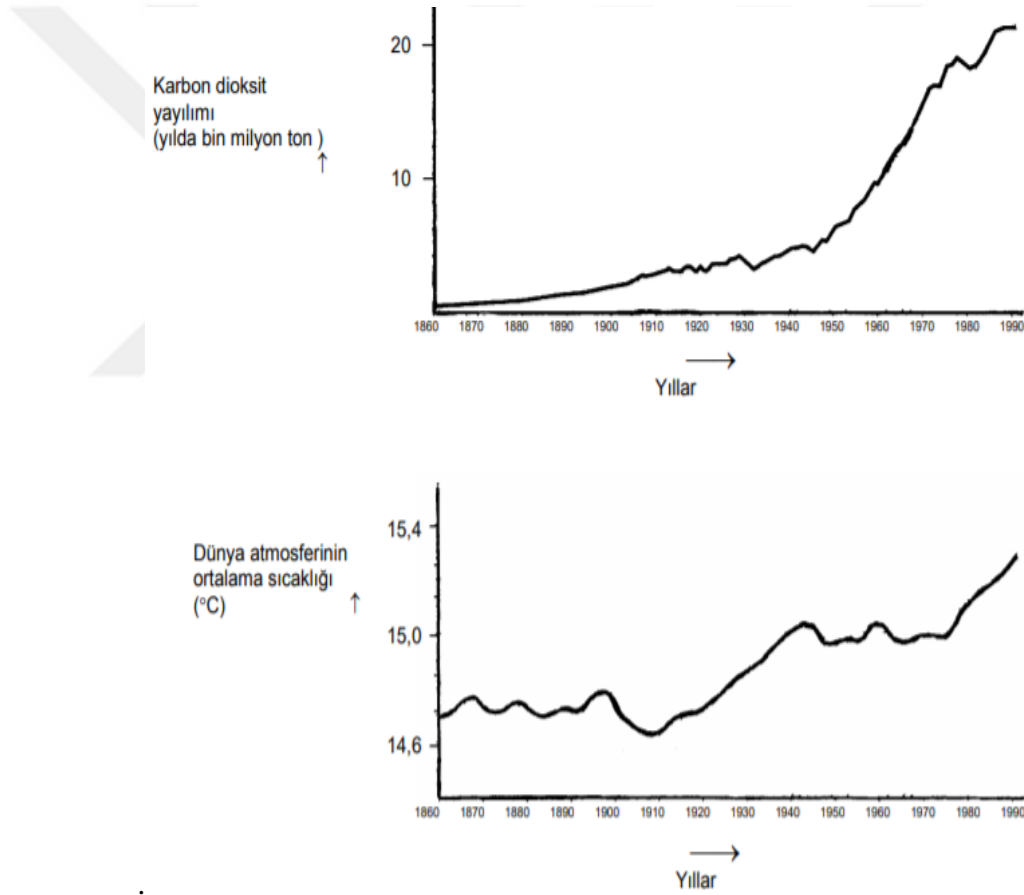 20
Karbon dioksit
yayılımı
(yılda bin milyon ton )
↑
10
1860 1870 1880 1890 1900 1910 1920 1930 1940 1950 1960 1970 1980 1990
→
Yıllar
15,4
Dünya atmosferinin
ortalama sıcaklığı
(°C) ↑
15,0
14,6
1860 1870 1880 1890 1900 1910 1920 1930 1940 1950 1960 1970 1980 1990
→
Yıllar